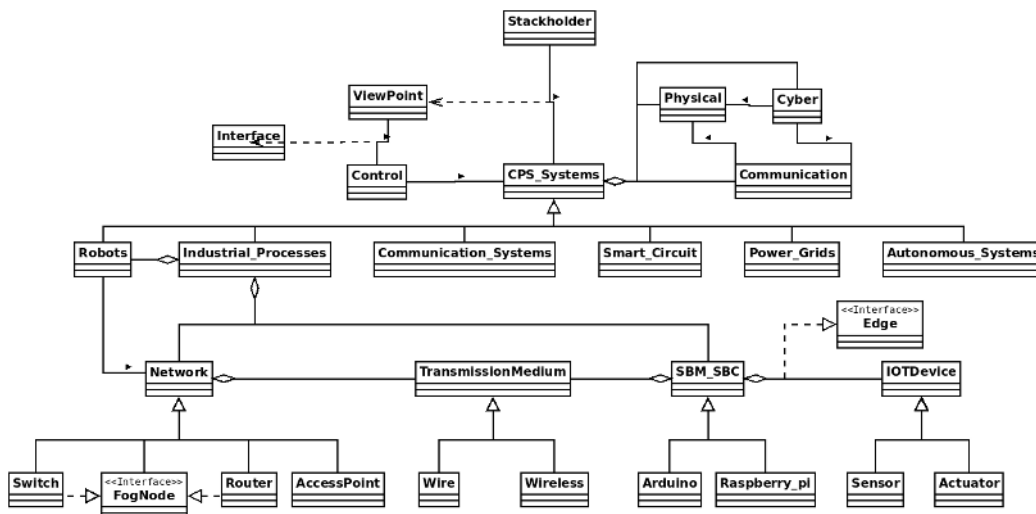 Stackholder
ViewPoint
Physical
Cyber
Interface
Control
CPS_Systems
Communication
Robots
Industrial_Processes
Communication_Systems
Smart_Circuit
Power_Grids
Autonomous_Systems
<<Interface>>
Edge
Network
TransmissionMedium
SBM_SBC
IOTDevice
Switch
<<Interface>>
FogNode
Router
AccessPoint
Wire
Wireless
Arduino
Raspberry_pi
Sensor
Actuator